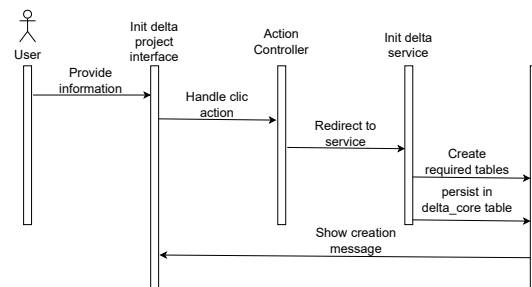 User
Init delta
project
interface
Action
Controller
Init delta
service
Provide
information
Handle clic
action
Redirect to
service
Create
required tables
persist in
delta_core table
Show creation
message